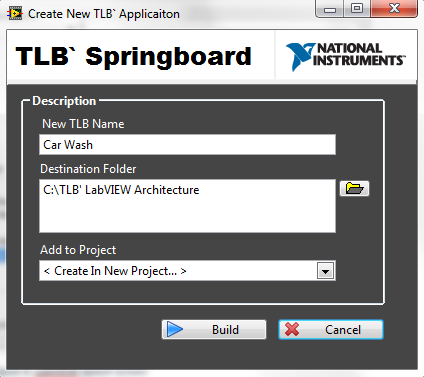 Create New TLB` Applicaiton
TLB` Springboard
NATIONAL
INSTRUMENTS™
Description
New TLB Name
Car Wash
Destination Folder
C:\TLB' LabVIEW Architecture
Add to Project
< Create In New Project... >
Build
Cancel